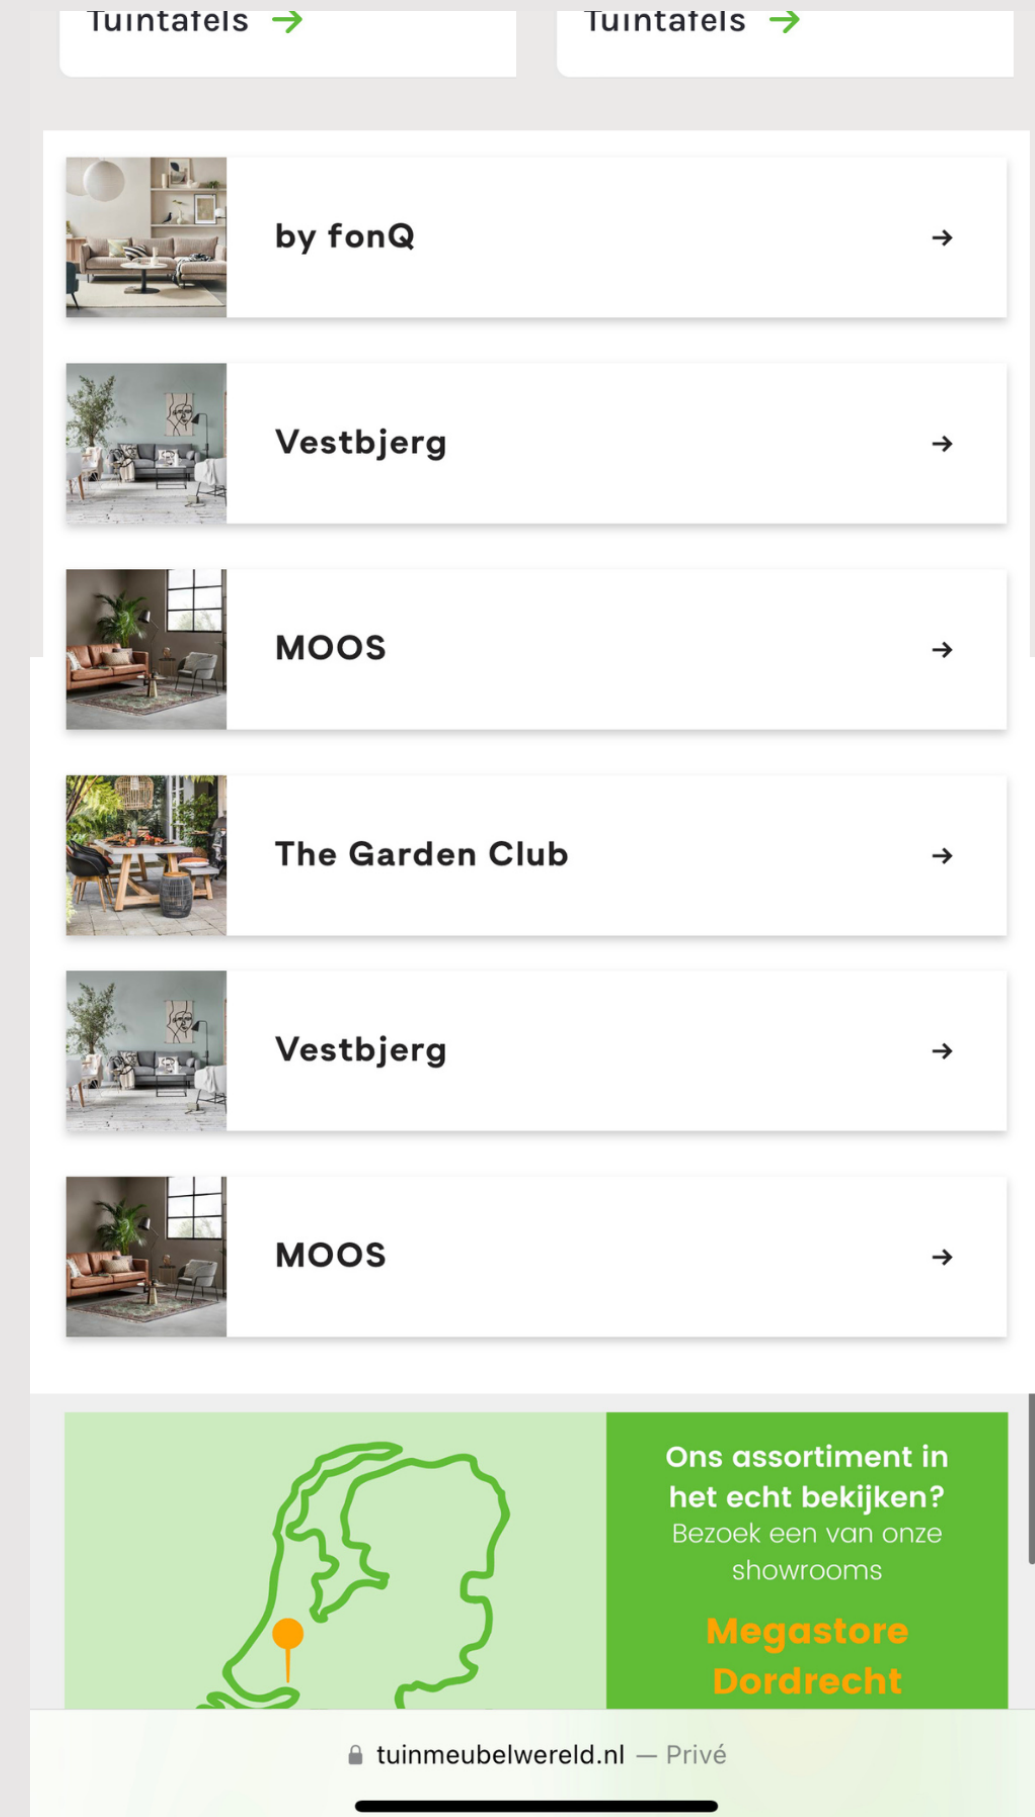 Tuintafels → Tuintafels →
by fonQ →
Vestbjerg →
MOOS →
The Garden Club →
Vestbjerg →
MOOS →
Ons assortiment in
het echt bekijken?
Bezoek een van onze
showrooms
Megastore
Dordrecht
tuinmeubelwereld.nl — Privé